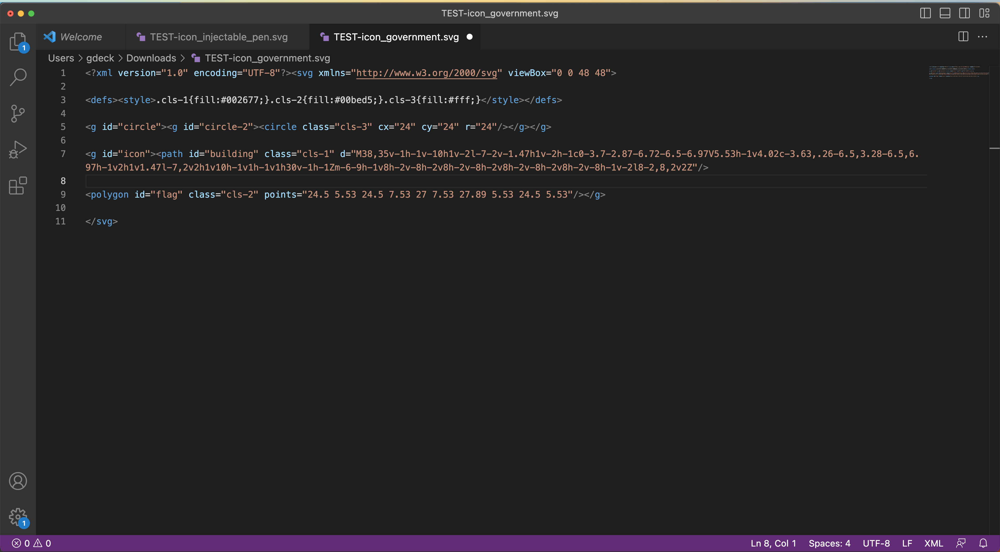 TEST-icon_government.svg
Welcome
TEST-icon_injectable_pen.svg
TEST-icon_government.svg
1
Users > gdeck > Downloads > TEST-icon_government.svg
1 <?xml version="1.0" encoding="UTF-8"?><svg xmlns="http://www.w3.org/2000/svg" viewBox="0 0 48 48">
2
3 <defs><style>.cls-1{fill:#002677;}.cls-2{fill:#00bed5;}.cls-3{fill:#fff;}</style></defs>
4
5 <g id="circle"><g id="circle-2"><circle class="cls-3" cx="24" cy="24" r="24"/></g></g>
6
7 <g id="icon"><path id="building" class="cls-1" d="M38,35v-1h-1v-10h1v-2l-7-2v-1.47h1v-2h-1c0-3.7-2.87-6.72-6.5-6.97V5.53h-1v4.02c-3.63,.26-6.5,3.28-6.5,6.
97h-1v2h1v1.47l-7,2v2h1v10h-1v1h-1v1h30v-1h-1Zm-6-9h-1v8h-2v-8h-2v8h-2v-8h-2v8h-2v-8h-2v8h-2v-8h-1v-2l8-2,8,2v2Z"/>
8
9 <polygon id="flag" class="cls-2" points="24.5 5.53 24.5 7.53 27 7.53 27.89 5.53 24.5 5.53"/></g>
10
11 </svg>
1
0 0
Ln 8, Col 1
Spaces: 4
UTF-8
LF
XML